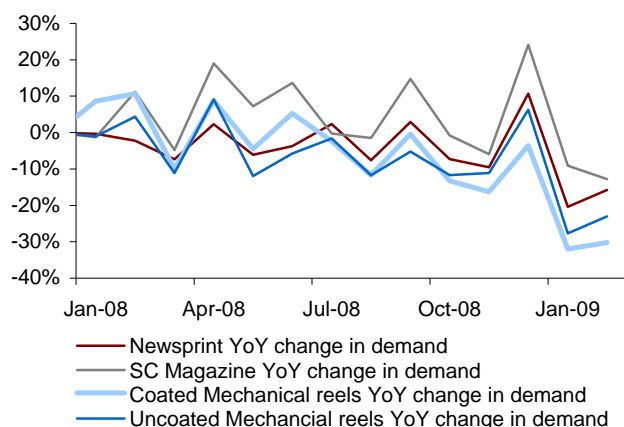 30%
20%
10%
0%
-10%
-20%
-30%
-40%
Jan-08 Apr-08 Jul-08 Oct-08 Jan-09
Newsprint YoY change in demand
SC Magazine YoY change in demand
Coated Mechanical reels YoY change in demand
Uncoated Mechancial reels YoY change in demand